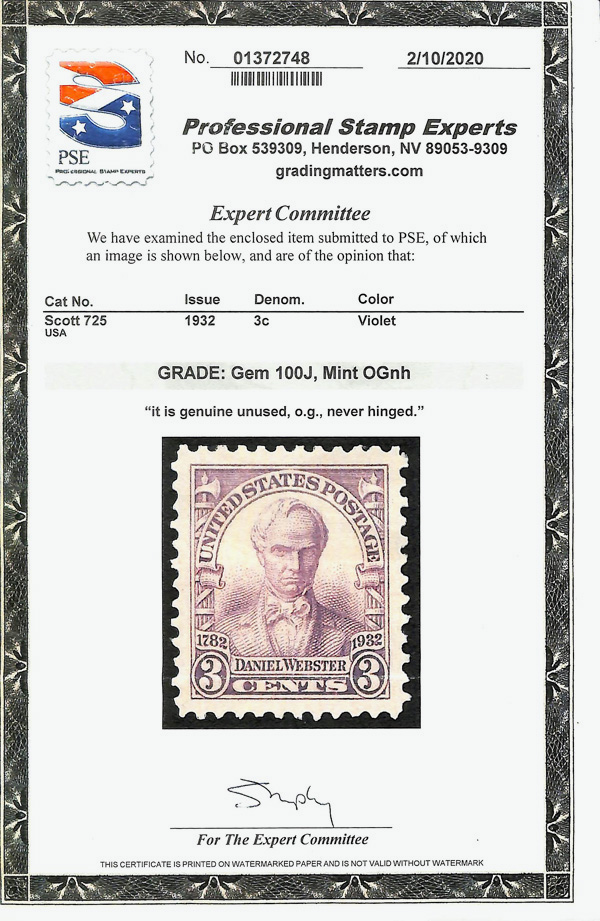 No. 01372748
2/10/2020
PSE
PROFESSIONAL STAMP EXPERTS
Professional Stamp Experts
PO Box 539309, Henderson, NV 89053-9309
gradingmatters.com
Expert Committee
We have examined the enclosed item submitted to PSE, of which
an image is shown below, and are of the opinion that:
Cat No. Issue Denom. Color
Scott 725 1932 3c Violet
USA
GRADE: Gem 100J, Mint OGnh
“it is genuine unused, o.g., never hinged.”
UNITED STATES POSTAGE
1782 1932
DANIEL WEBSTER
3 CENTS 3
For The Expert Committee
THIS CERTIFICATE IS PRINTED ON WATERMARKED PAPER AND IS NOT VALID WITHOUT WATERMARK